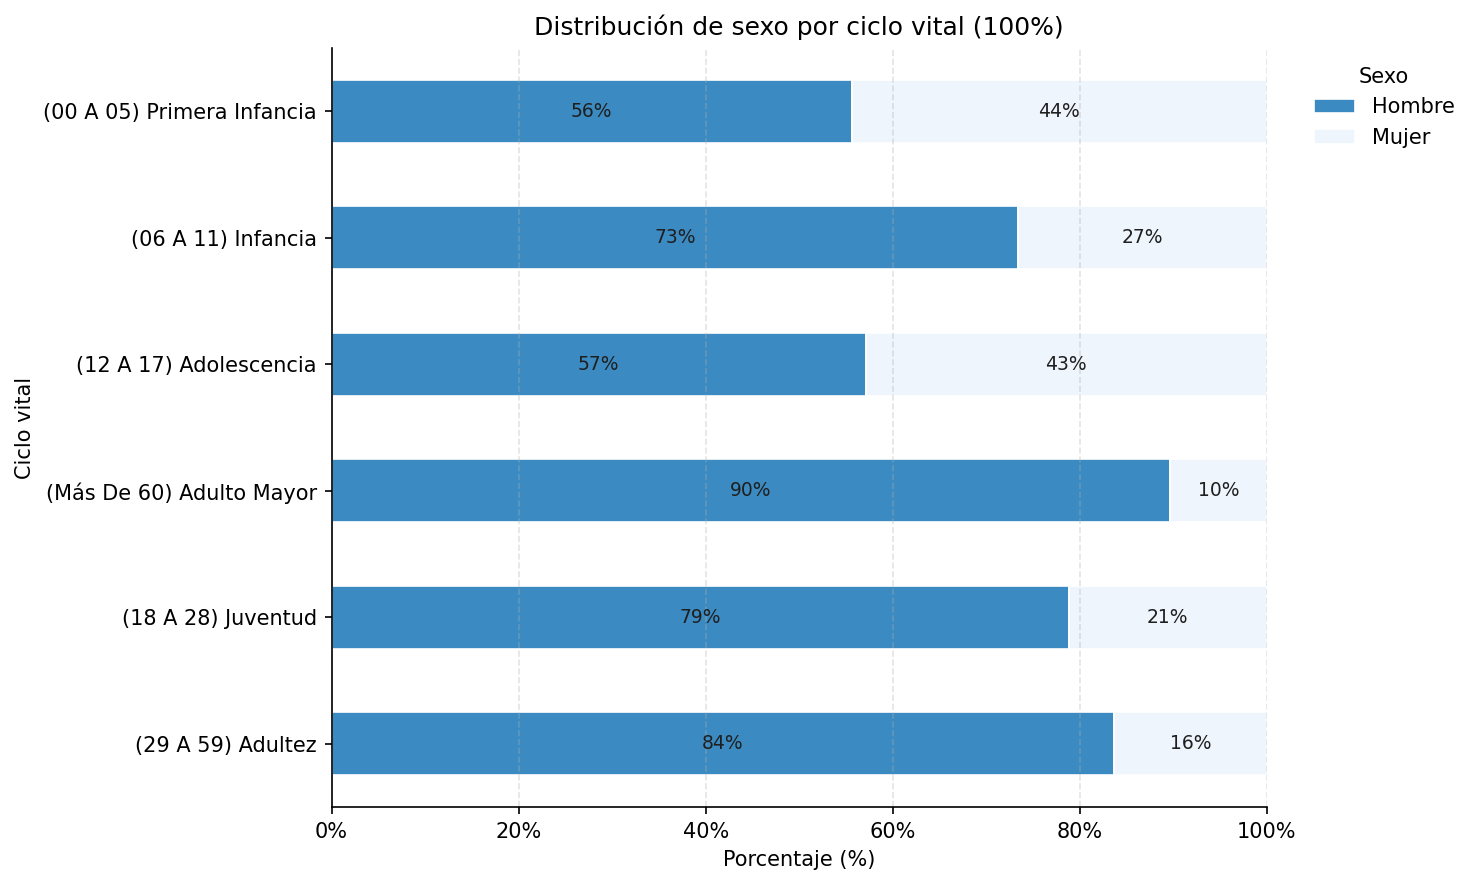 Distribución de sexo por ciclo vital (100%)
Sexo
Hombre
Mujer
(00 A 05) Primera Infancia
56%
44%
(06 A 11) Infancia
73%
27%
(12 A 17) Adolescencia
57%
43%
(Más De 60) Adulto Mayor
90%
10%
(18 A 28) Juventud
79%
21%
(29 A 59) Adultez
84%
16%
Ciclo vital
0%
20%
40%
60%
80%
100%
Porcentaje (%)